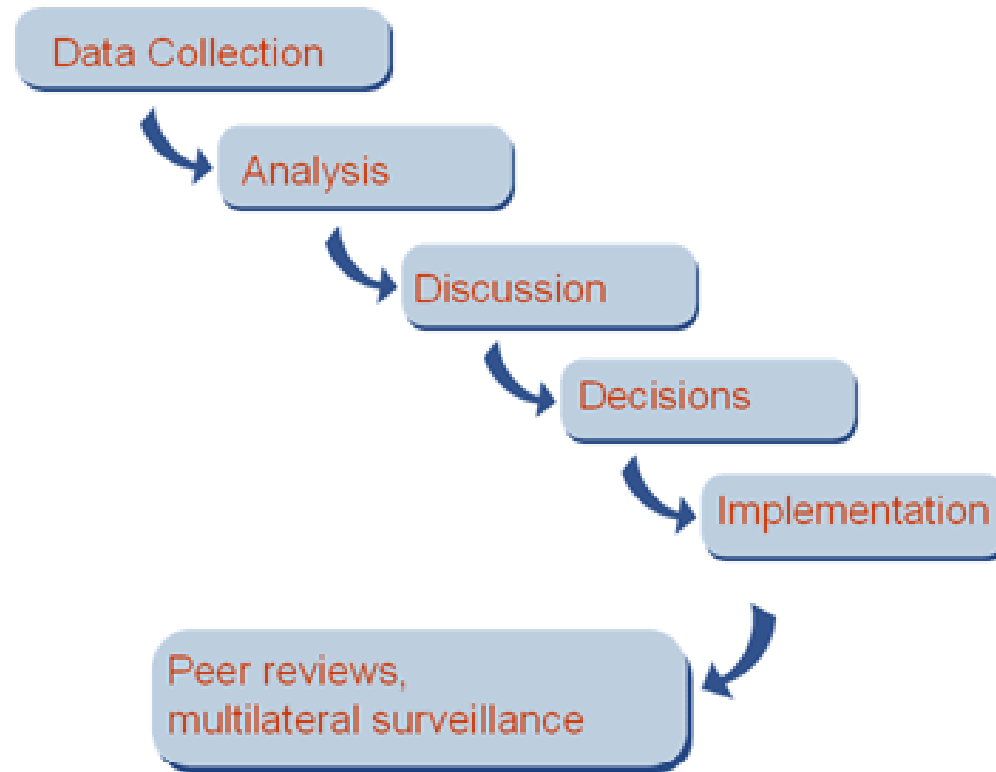 Data Collection
Analysis
Discussion
Decisions
Implementation
Peer reviews,
multilateral surveillance